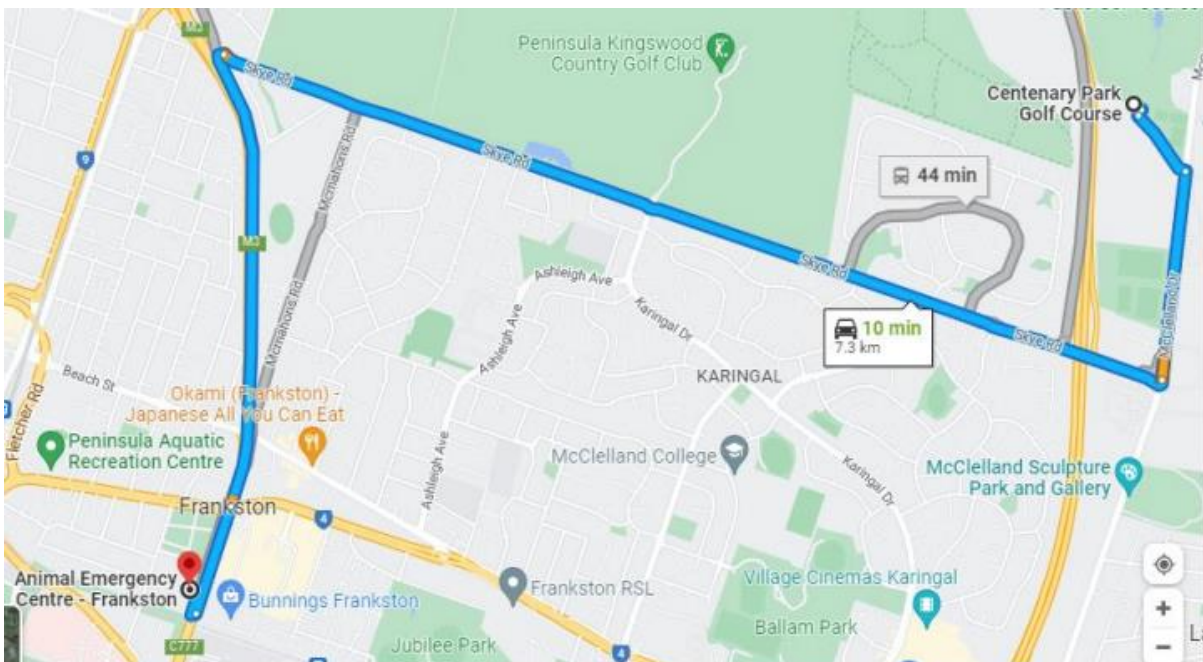 M3
Skye Rd
Peninsula Kingswood
Country Golf Club
Centenary Park
Golf Course
9
Mcmahons Rd
Skye Rd
44 min
M3
Ashleigh Ave
Skye Rd
Mcmahons Rd
Karingal Dr
10 min
7.3 km
Skye Rd
McClelland Dr
Beach St
Ashleigh Ave
KARINGAL
Okami (Frankston) -
Japanese All You Can Eat
Fletcher Rd
Peninsula Aquatic
Recreation Centre
Ashleigh Ave
McClelland College
Karingal Dr
McClelland Sculpture
Park and Gallery
Frankston
4
Animal Emergency
Centre - Frankston
Bunnings Frankston
Frankston RSL
Village Cinemas Karingal
Ballam Park
Jubilee Park
C777
4
+
−